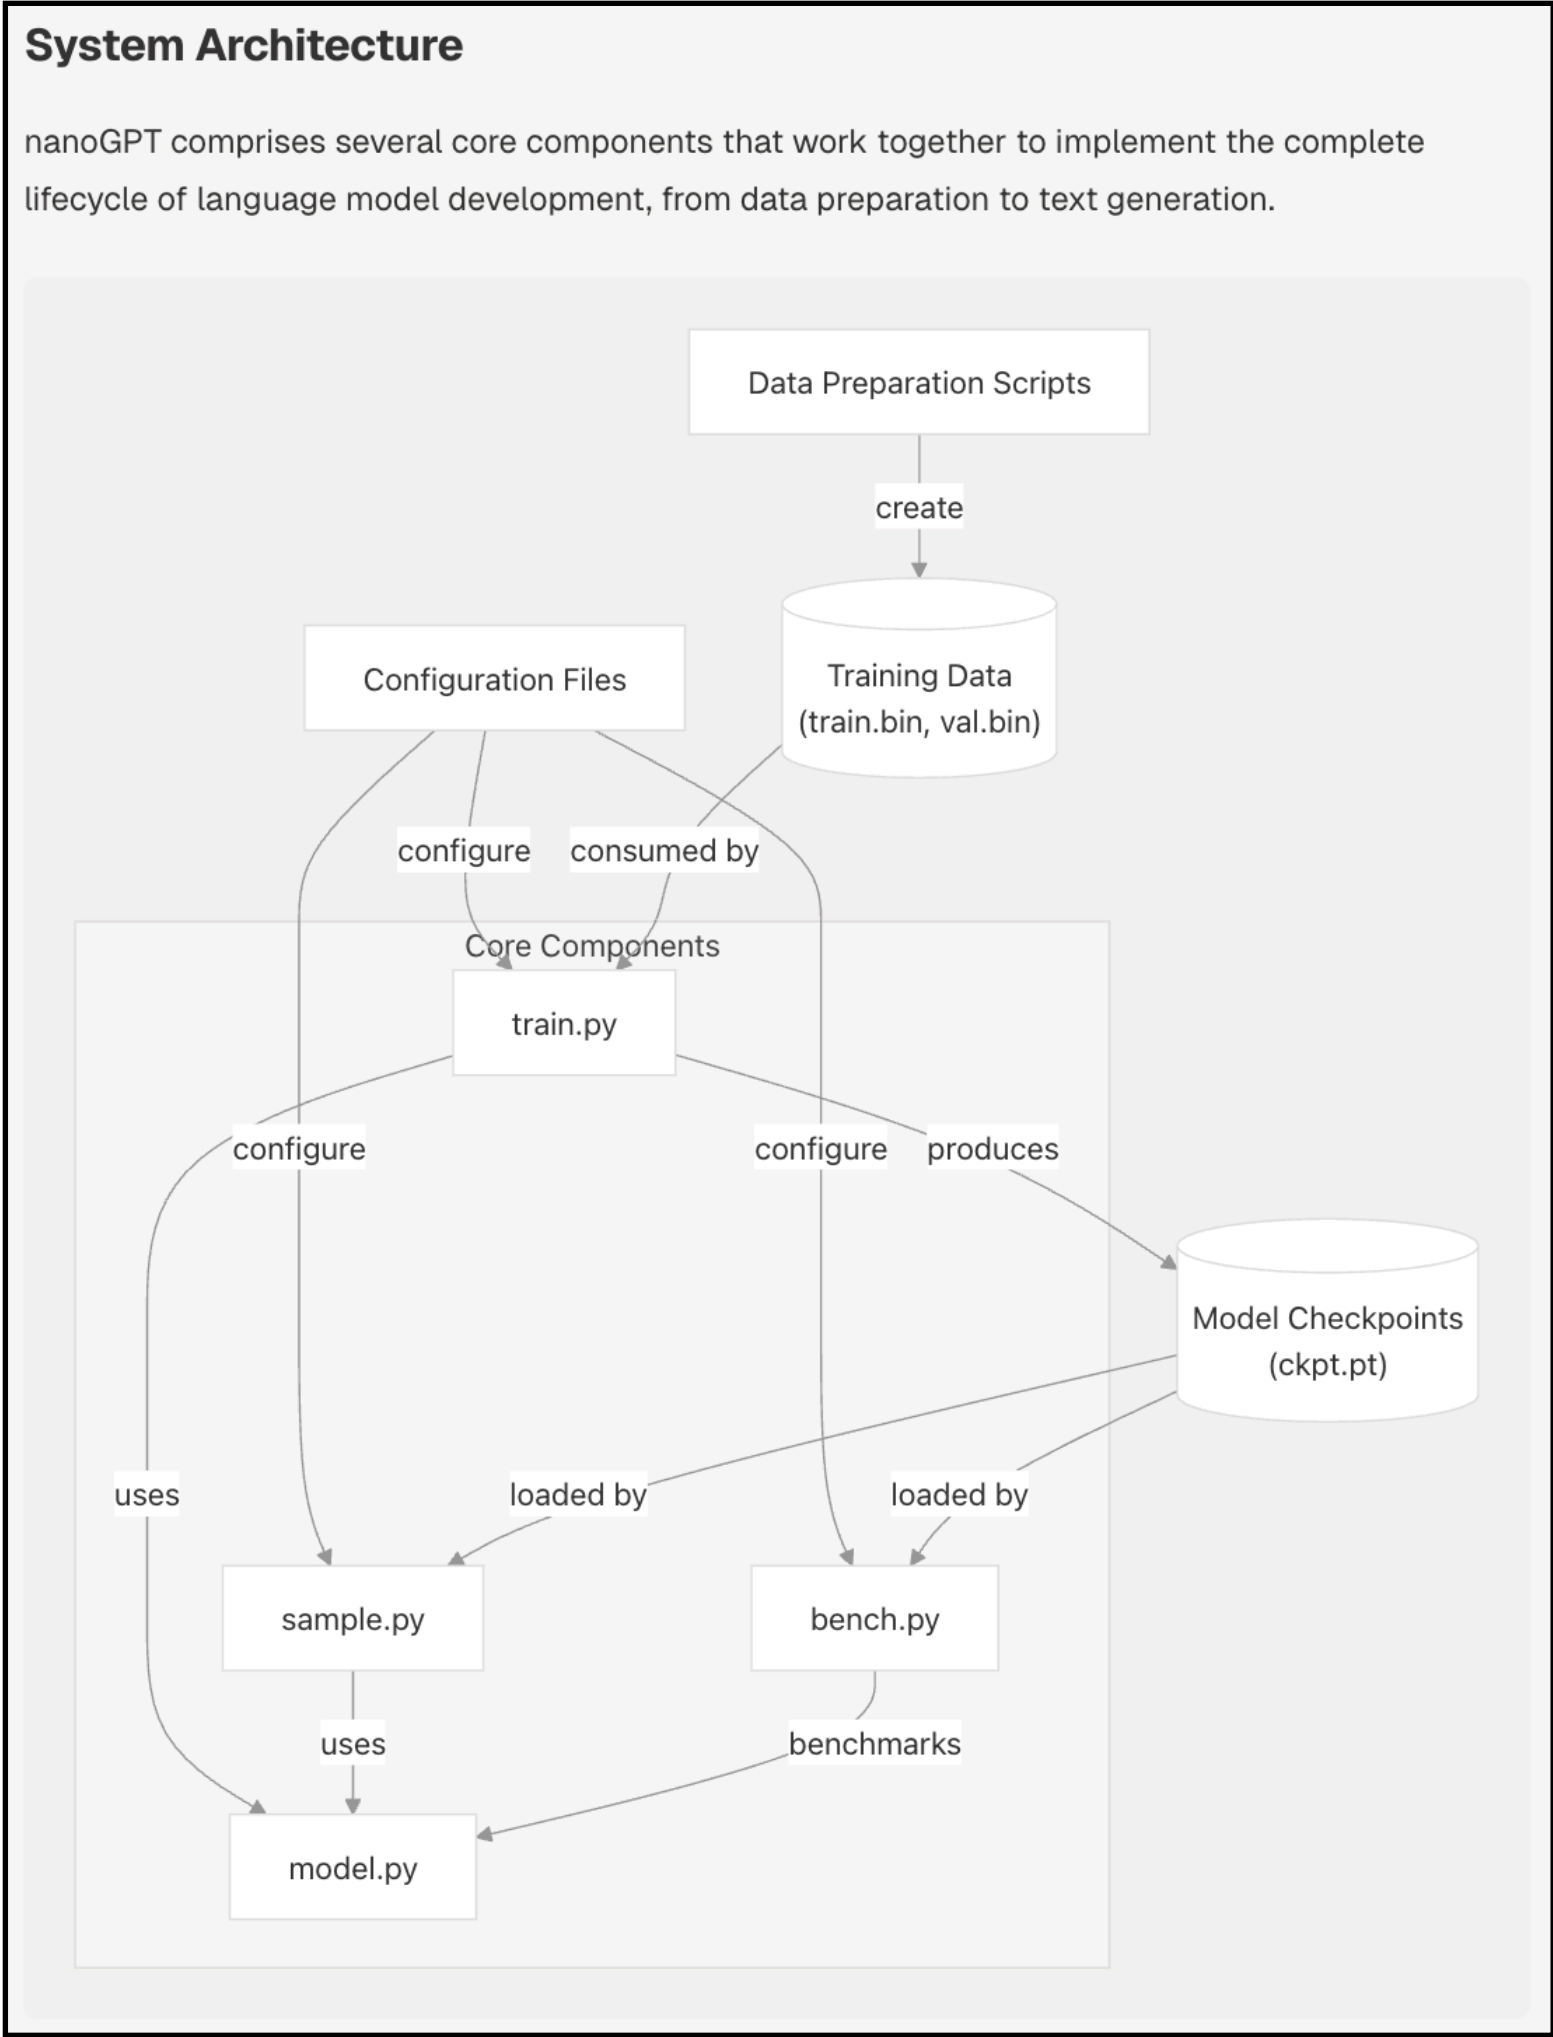 System Architecture
nanoGPT comprises several core components that work together to implement the complete
lifecycle of language model development, from data preparation to text generation.
Data Preparation Scripts
create
Configuration Files
Training Data
(train.bin, val.bin)
configure
consumed by
Core Components
train.py
configure
configure
produces
Model Checkpoints
(ckpt.pt)
uses
loaded by
loaded by
sample.py
bench.py
uses
benchmarks
model.py